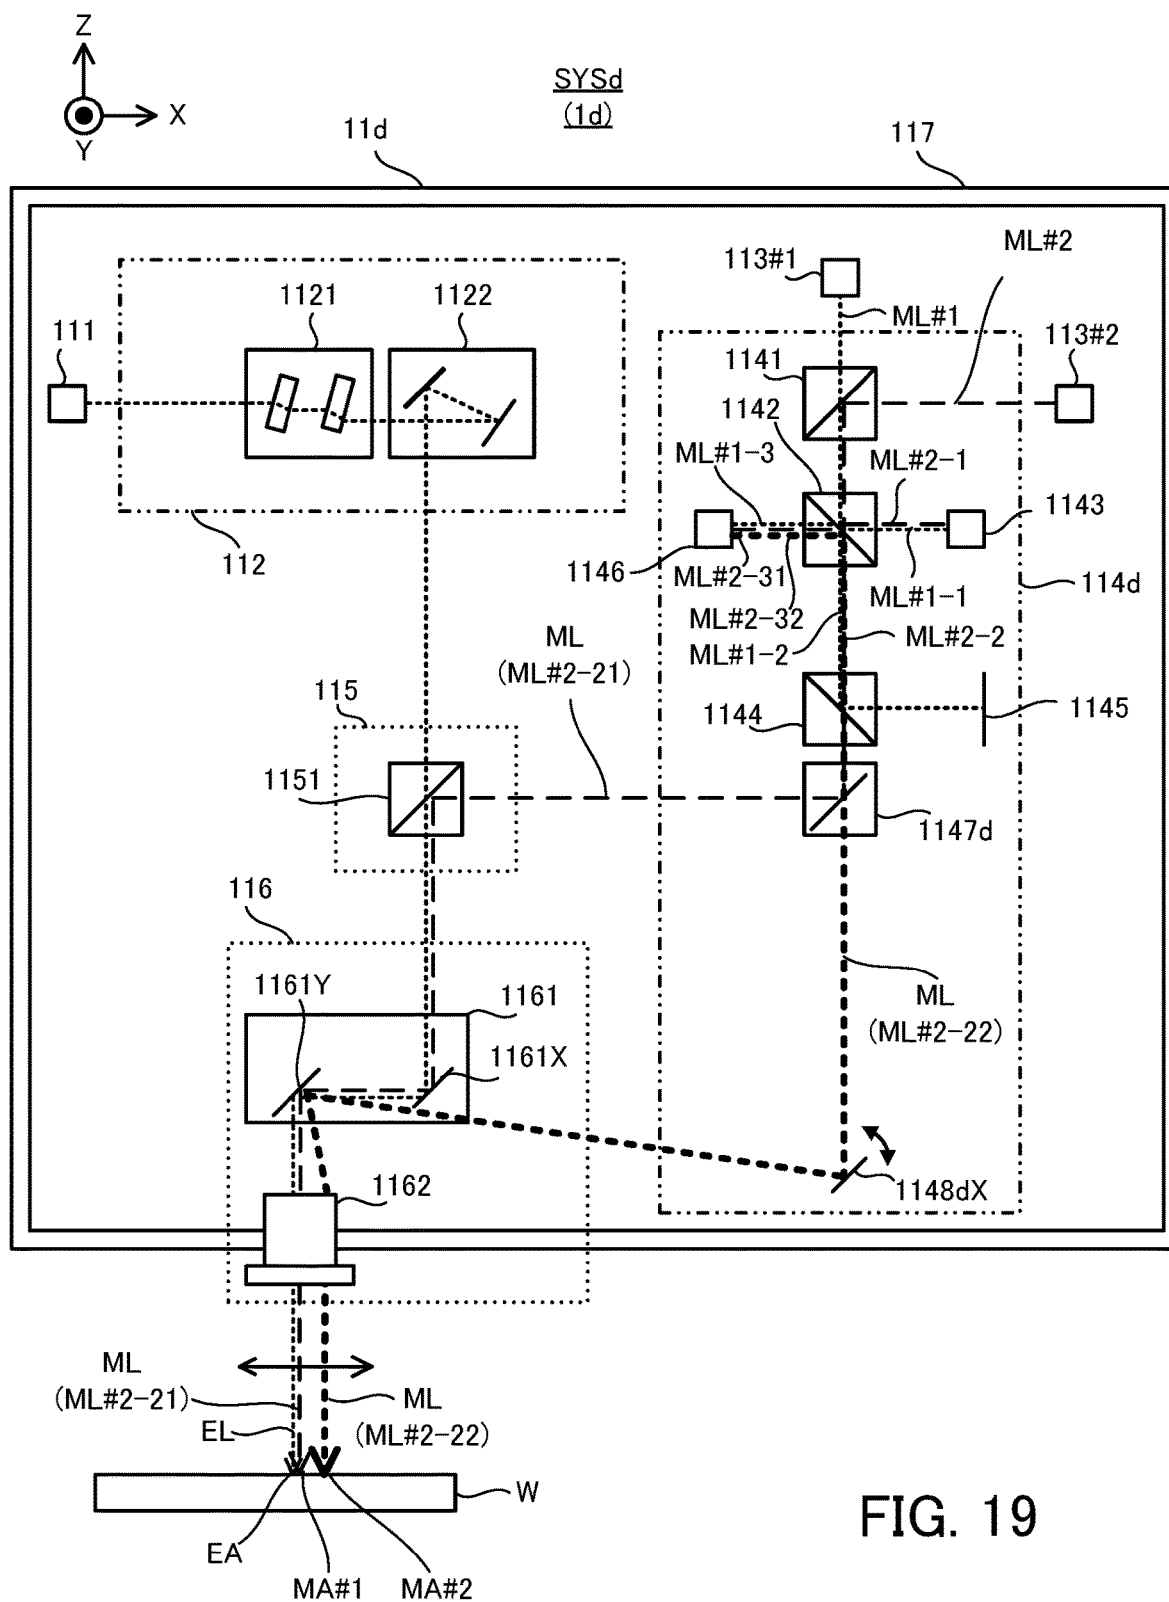 Z
X
Y
SYSd
(1d)
11d
117
ML#2
113#1
ML#1
113#2
1121
1122
111
1141
1142
ML#1-3
ML#2-1
1143
112
1146
ML#2-31
ML#1-1
114d
ML#2-32
ML#2-2
ML#1-2
ML
(ML#2-21)
115
1144
1145
1151
1147d
116
1161Y
1161
ML
(ML#2-22)
1161X
1162
1148dX
ML
(ML#2-21)
ML
(ML#2-22)
EL
W
EA
MA#1
MA#2
FIG. 19